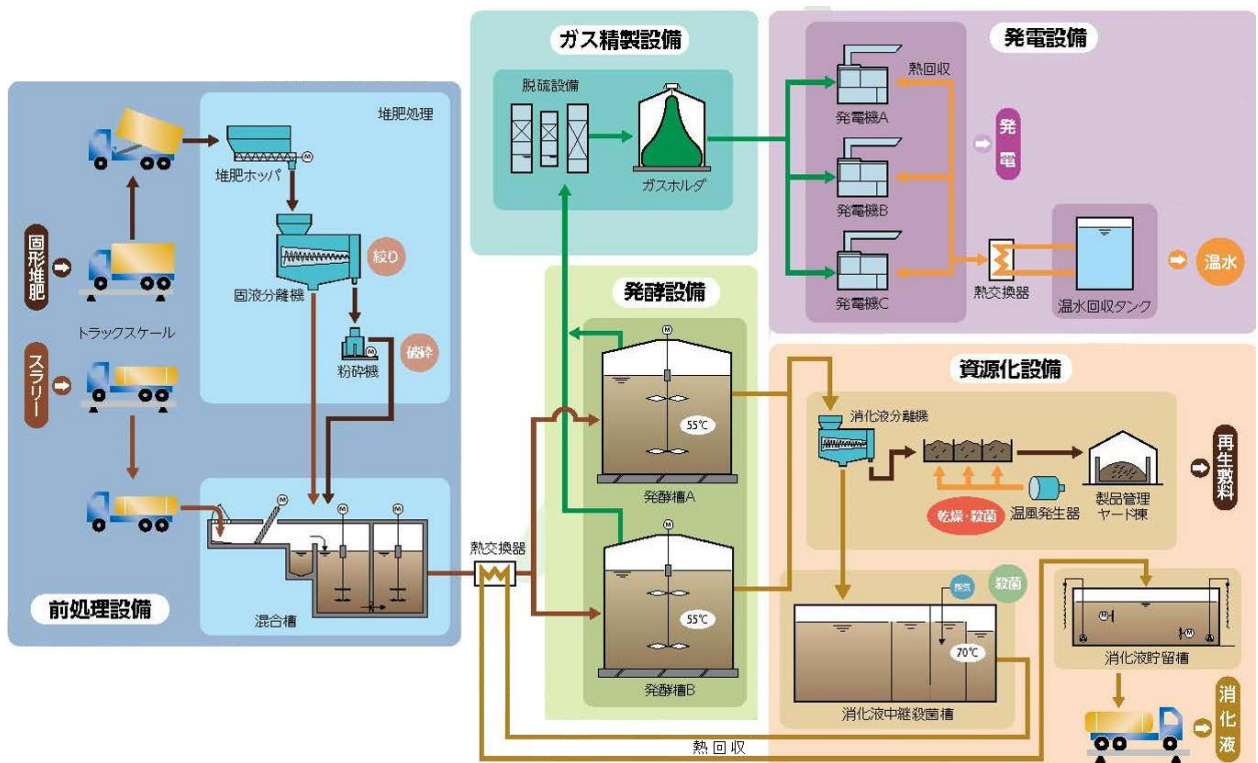 ガス精製設備
脱硫設備
ガスホルダ
発電設備
熱回収
発電機A
発電機B
発電機C
発電
熱交換器
温水回収タンク
温水
堆肥処理
堆肥ホッパ
M
固形堆肥
固液分離機
絞り
トラックスケール
粉砕機
M
破砕
スラリー
M
M
M
混合槽
前処理設備
熱交換器
発酵設備
M
55℃
発酵槽A
M
55℃
発酵槽B
資源化設備
消化液分離機
乾燥・殺菌
温風発生器
製品管理
ヤード棟
再生敷料
蒸気
殺菌
70℃
消化液中継殺菌槽
M
M
消化液貯留槽
消化液
熱回収